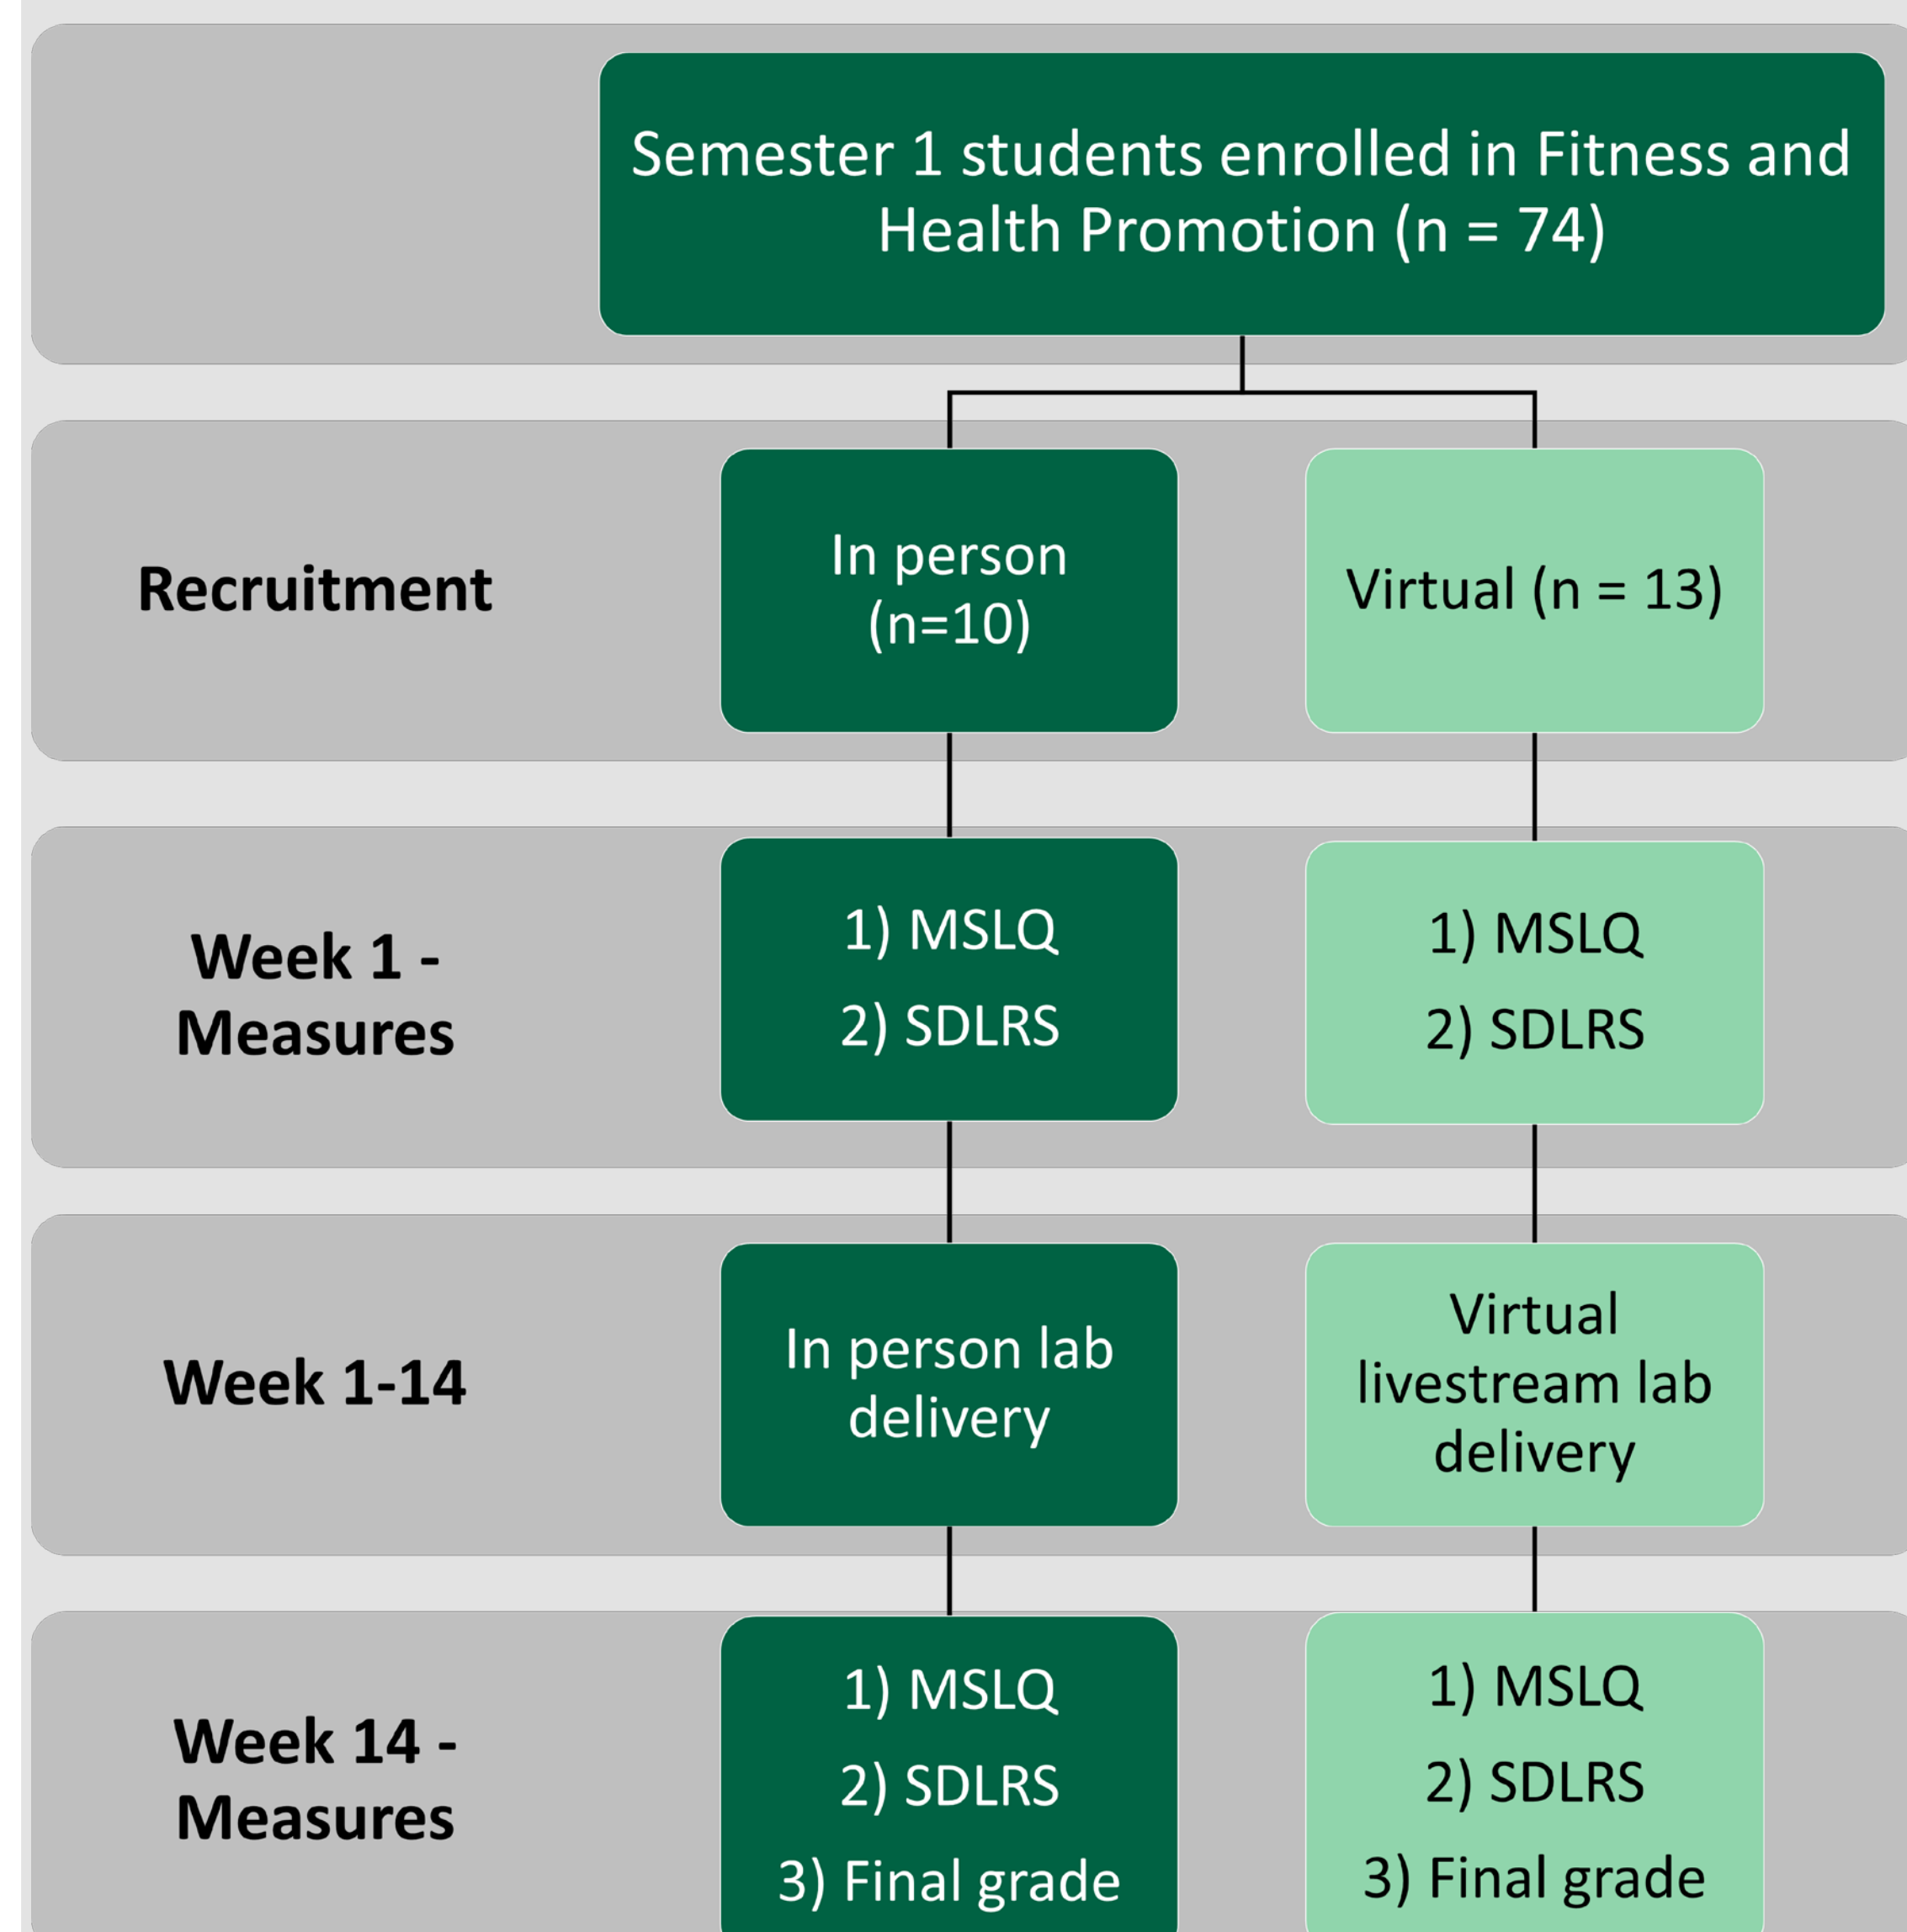 Semester 1 students enrolled in Fitness and
Health Promotion (n = 74)
Recruitment
In person
(n=10)
Virtual (n = 13)
Week 1 -
Measures
1) MSLQ
2) SDLRS
1) MSLQ
2) SDLRS
Week 1-14
In person lab
delivery
Virtual
livestream lab
delivery
Week 14 -
Measures
1) MSLQ
2) SDLRS
3) Final grade
1) MSLQ
2) SDLRS
3) Final grade